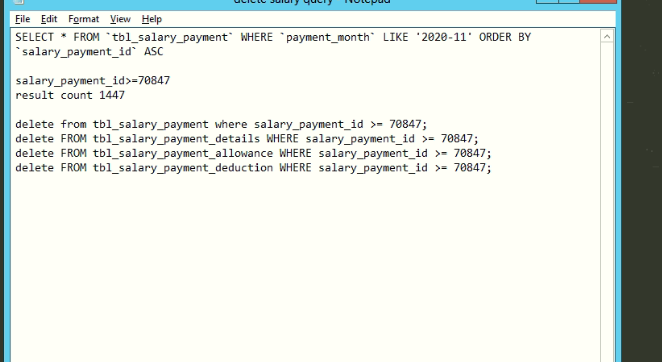 delete salary query - Notepad
File Edit Format View Help
SELECT * FROM `tbl_salary_payment` WHERE `payment_month` LIKE '2020-11' ORDER BY
`salary_payment_id` ASC
salary_payment_id>=70847
result count 1447
delete from tbl_salary_payment where salary_payment_id >= 70847;
delete FROM tbl_salary_payment_details WHERE salary_payment_id >= 70847;
delete FROM tbl_salary_payment_allowance WHERE salary_payment_id >= 70847;
delete FROM tbl_salary_payment_deduction WHERE salary_payment_id >= 70847;